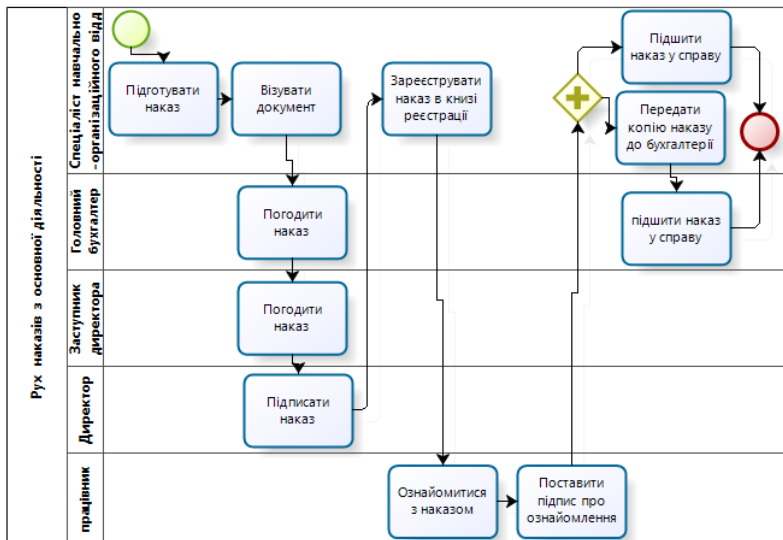 Рух наказів з основної діяльності
Спеціаліст навчально
–організаційного відд
Підготувати
наказ
Візувати
документ
Зареєструвати
наказ в книзі
реєстрації
Підшити
наказ у справу
Передати
копію наказу
до бухгалтерії
Головний
бухгалтер
Погодити
наказ
підшити наказ
у справу
Заступник
директора
Погодити
наказ
Директор
Підписати
наказ
працівник
Ознайомитися
з наказом
Поставити
підпис про
ознайомлення